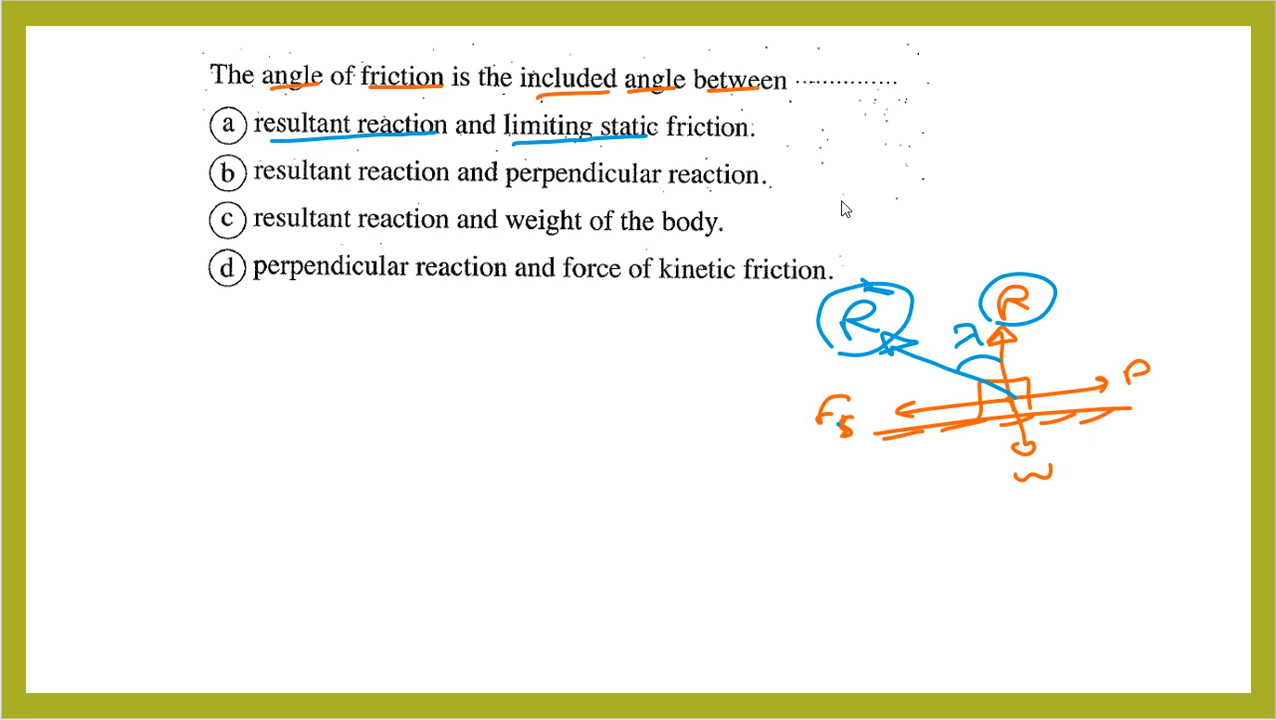 The angle of friction is the included angle between ...............
(a) resultant reaction and limiting static friction.
(b) resultant reaction and perpendicular reaction.
(c) resultant reaction and weight of the body.
(d) perpendicular reaction and force of kinetic friction.
R R
λ
P
Fs
W